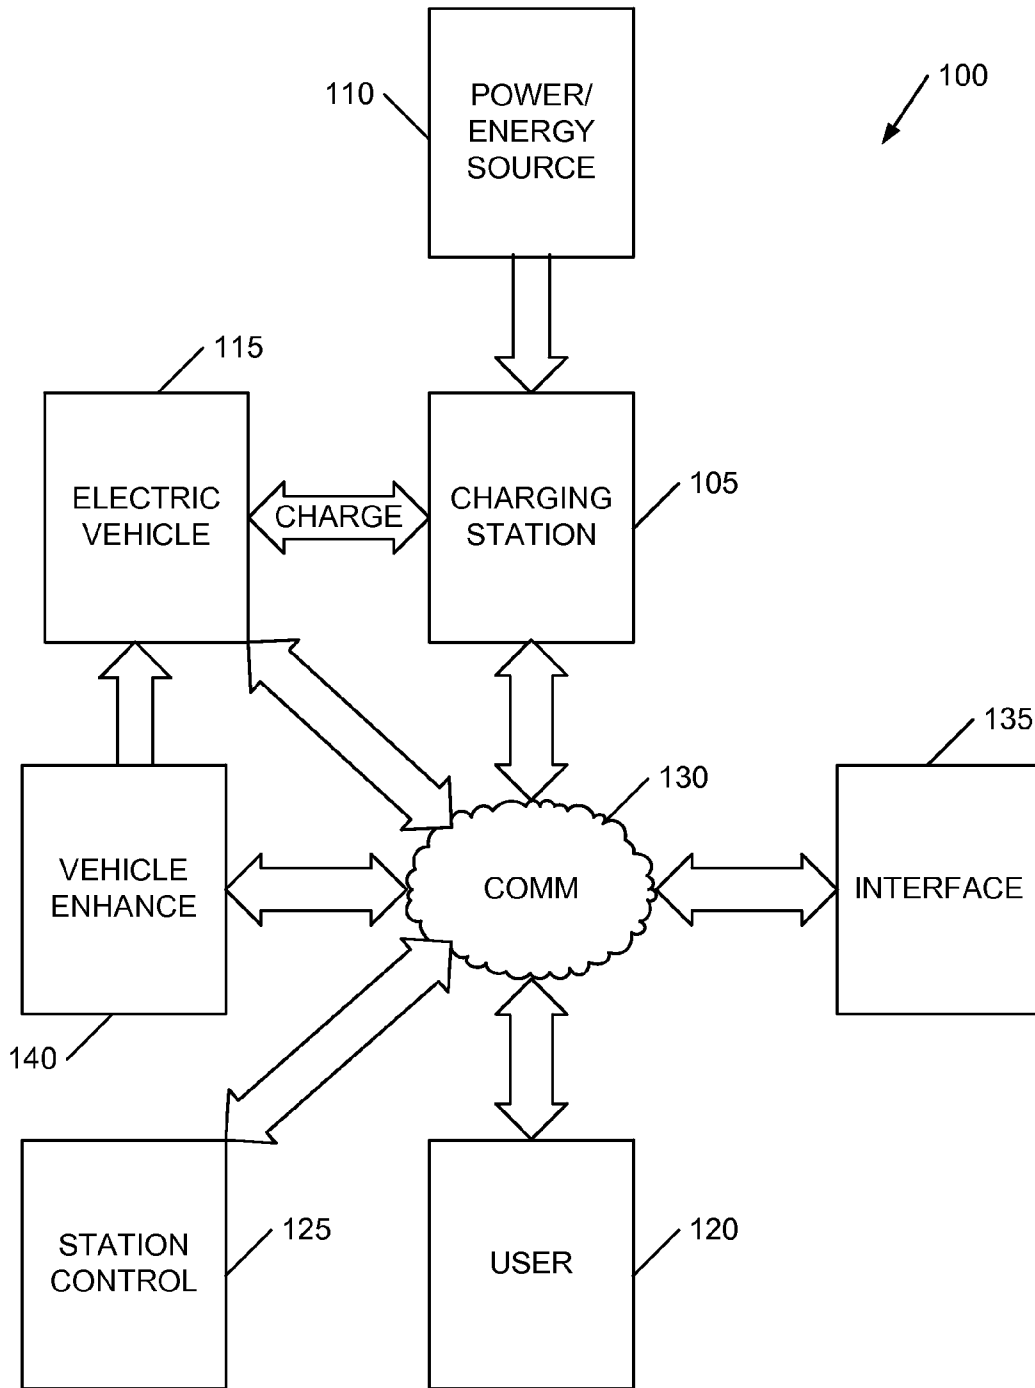 100
110
POWER/
ENERGY
SOURCE
115
ELECTRIC
VEHICLE
CHARGE
CHARGING
STATION
105
130
135
VEHICLE
ENHANCE
COMM
INTERFACE
140
STATION
CONTROL
125
USER
120